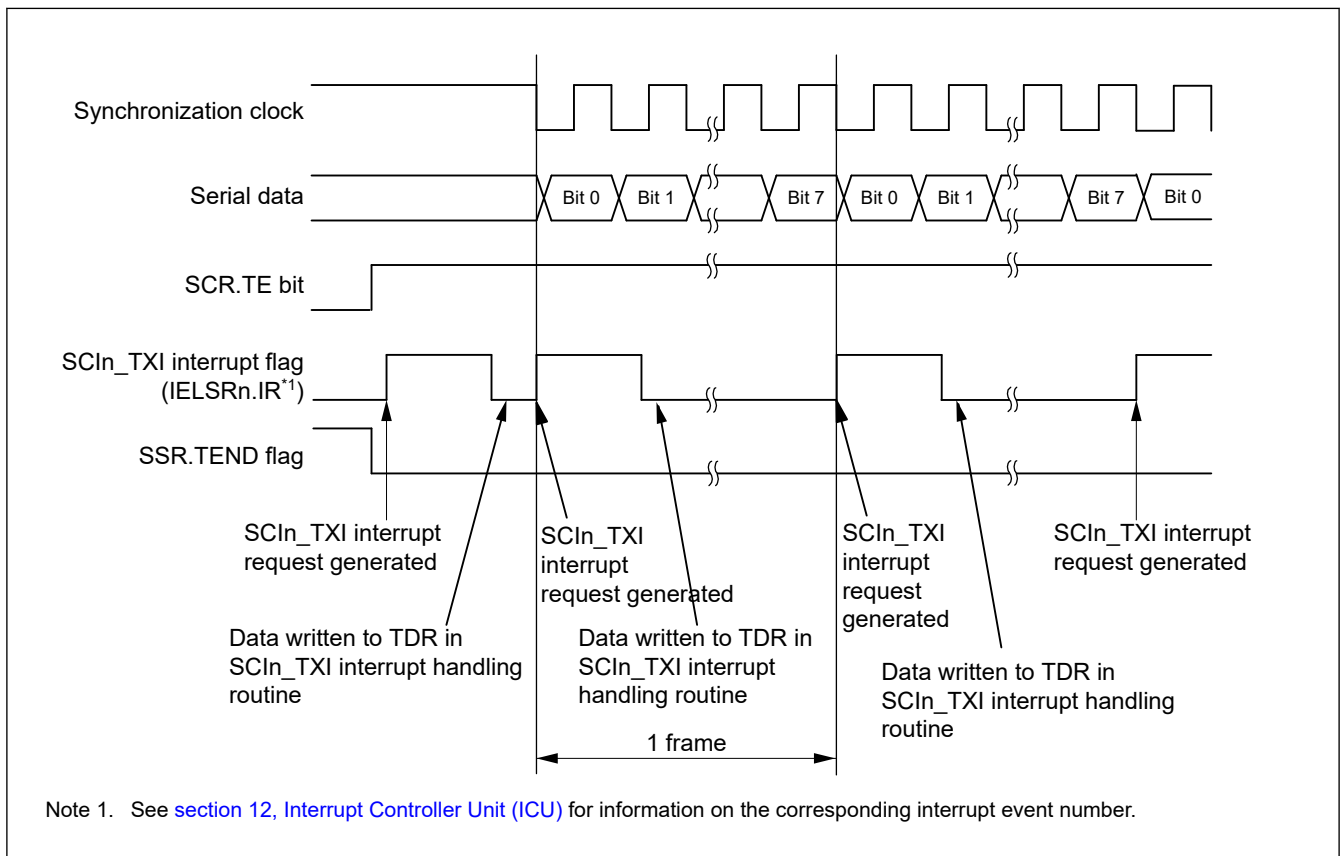 Synchronization clock
Serial data
Bit 0 Bit 1 Bit 7 Bit 0 Bit 1 Bit 7 Bit 0
SCR.TE bit
SCIn_TXI interrupt flag
(IELSRn.IR*1)
SSR.TEND flag
SCIn_TXI interrupt
request generated
SCIn_TXI
interrupt
request generated
SCIn_TXI
interrupt
request
generated
SCIn_TXI interrupt
request generated
Data written to TDR in
SCIn_TXI interrupt handling
routine
Data written to TDR in
SCIn_TXI interrupt
handling routine
Data written to TDR in
SCIn_TXI interrupt handling
routine
1 frame
Note 1. See section 12, Interrupt Controller Unit (ICU) for information on the corresponding interrupt event number.